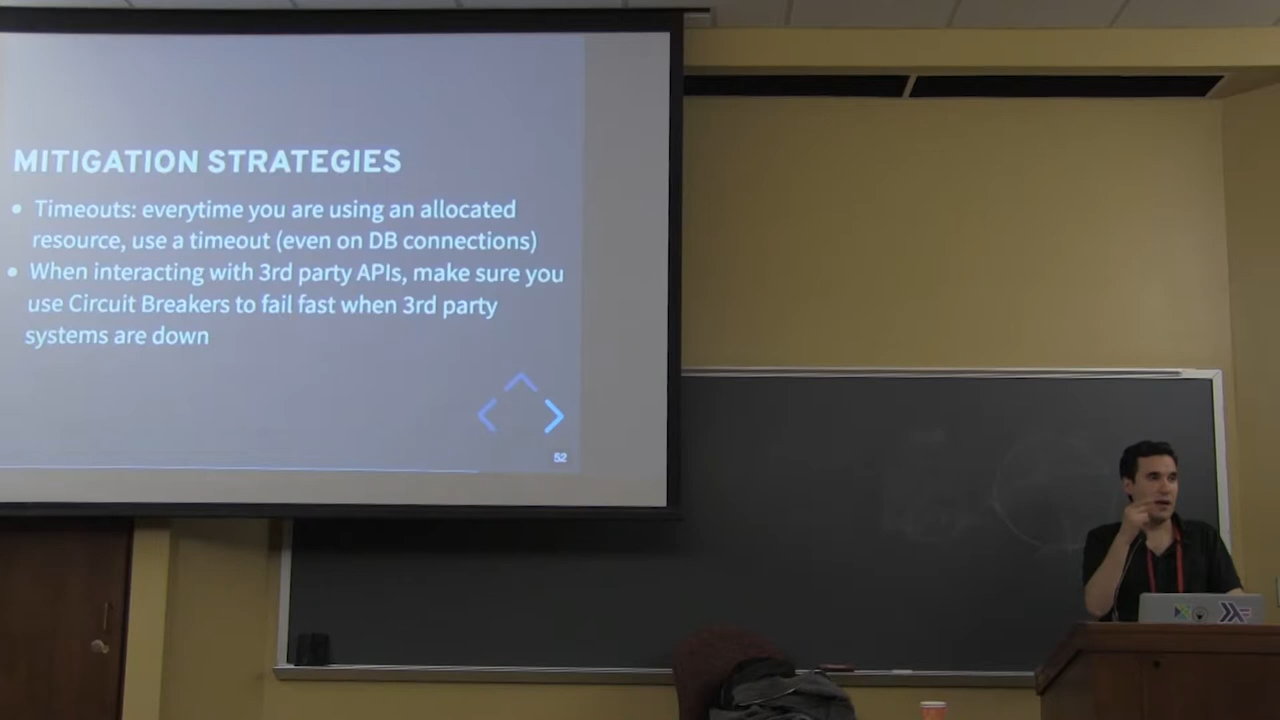 MITIGATION STRATEGIES
• Timeouts: everytime you are using an allocated
resource, use a timeout (even on DB connections)
• When interacting with 3rd party APIs, make sure you
use Circuit Breakers to fail fast when 3rd party
systems are down
52